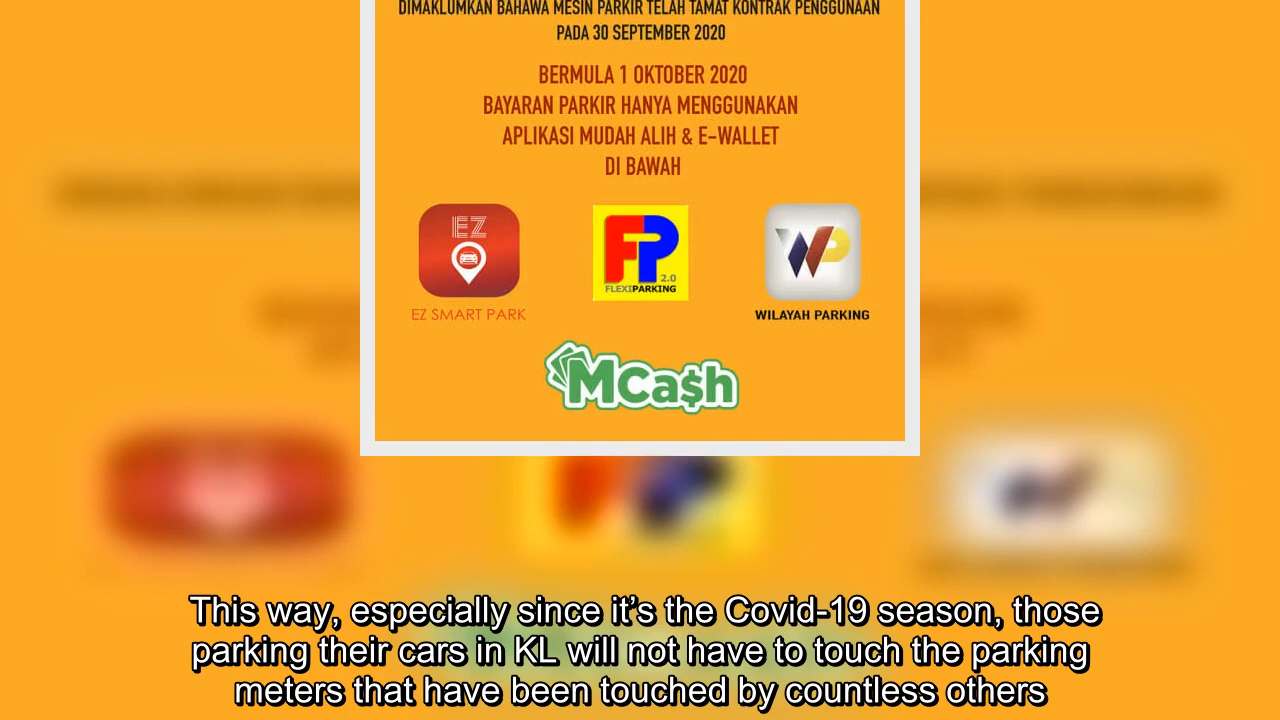 DIMAKLUMKAN BAHAWA MESIN PARKIR TELAH TAMAT KONTRAK PENGGUNAAN
PADA 30 SEPTEMBER 2020
BERMULA 1 OKTOBER 2020
BAYARAN PARKIR HANYA MENGGUNAKAN
APLIKASI MUDAH ALIH & E-WALLET
DI BAWAH
EZ
FP
2.0
FLEXIPARKING
WP
EZ SMART PARK
WILAYAH PARKING
MCa$h
This way, especially since it’s the Covid-19 season, those
parking their cars in KL will not have to touch the parking
meters that have been touched by countless others